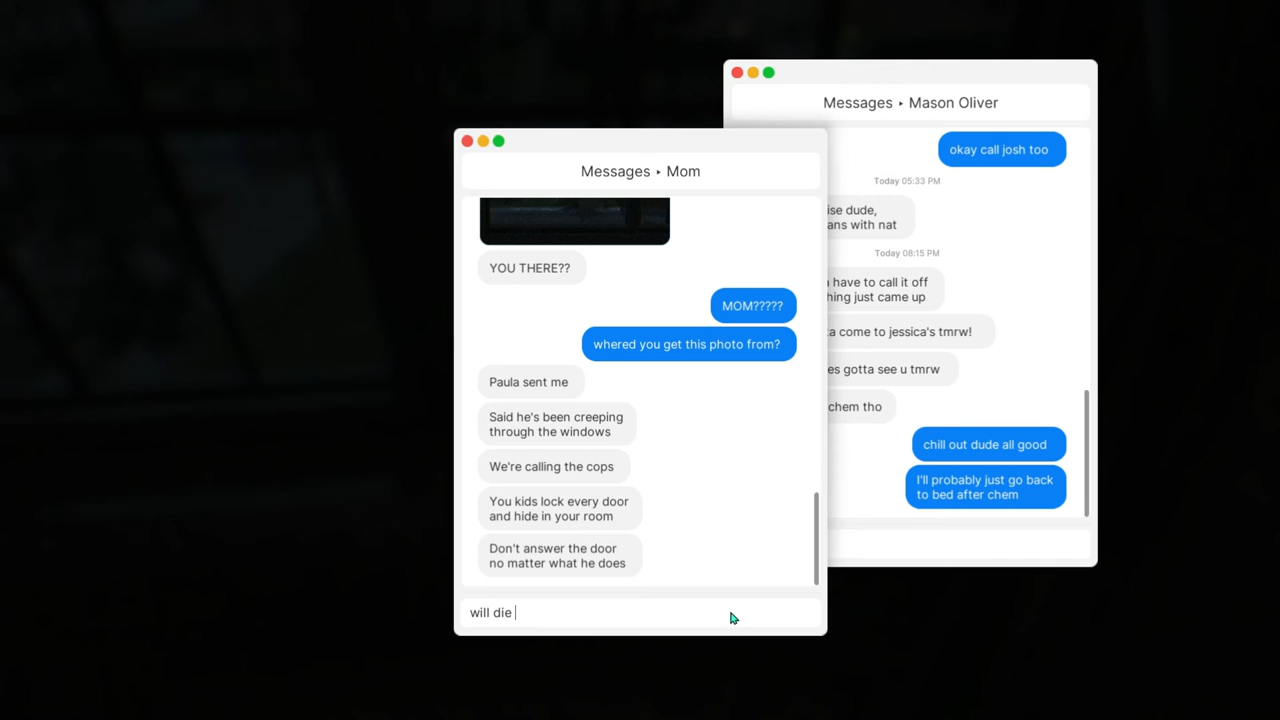 Messages ▸ Mason Oliver
okay call josh too
Today 05:33 PM
ise dude,
ans with nat
Today 08:15 PM
have to call it off
hing just came up
a come to jessica's tmrw!
es gotta see u tmrw
chem tho
chill out dude all good
I'll probably just go back
to bed after chem
Messages ▸ Mom
YOU THERE??
MOM?????
whered you get this photo from?
Paula sent me
Said he's been creeping
through the windows
We're calling the cops
You kids lock every door
and hide in your room
Don't answer the door
no matter what he does
will die